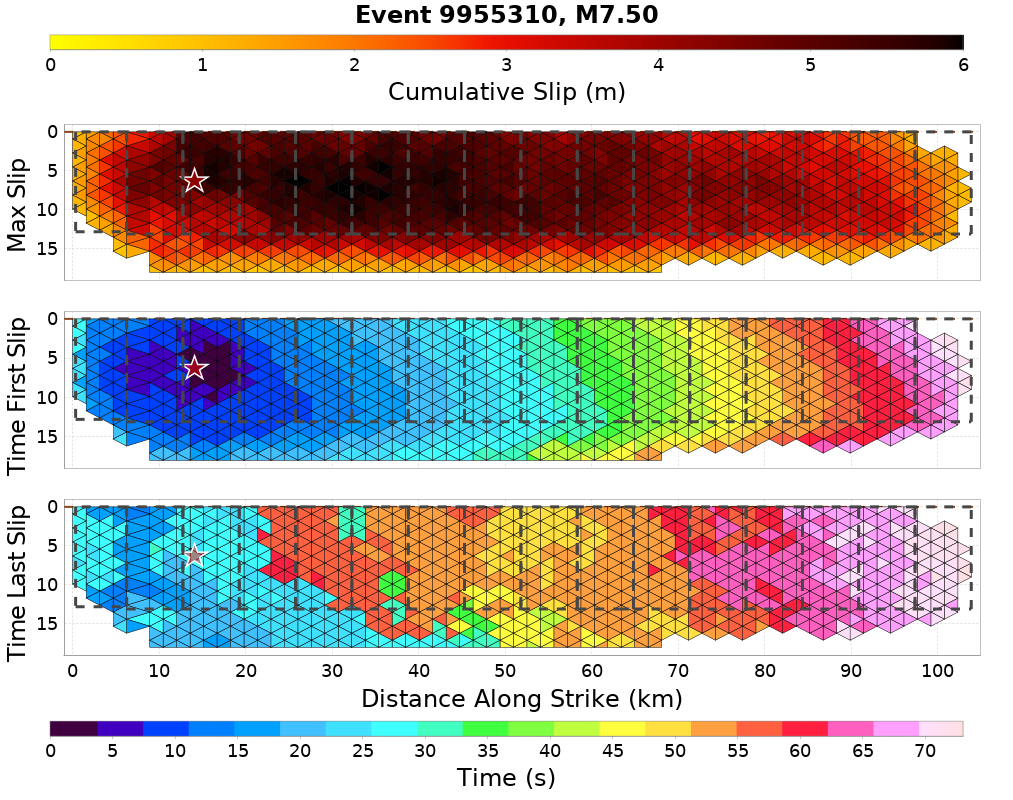 Event 9955310, M7.50
0 1 2 3 4 5 6
Cumulative Slip (m)
Max Slip
0
5
10
15
Time First Slip
0
5
10
15
Time Last Slip
0
5
10
15
0 10 20 30 40 50 60 70 80 90 100
Distance Along Strike (km)
0 5 10 15 20 25 30 35 40 45 50 55 60 65 70
Time (s)